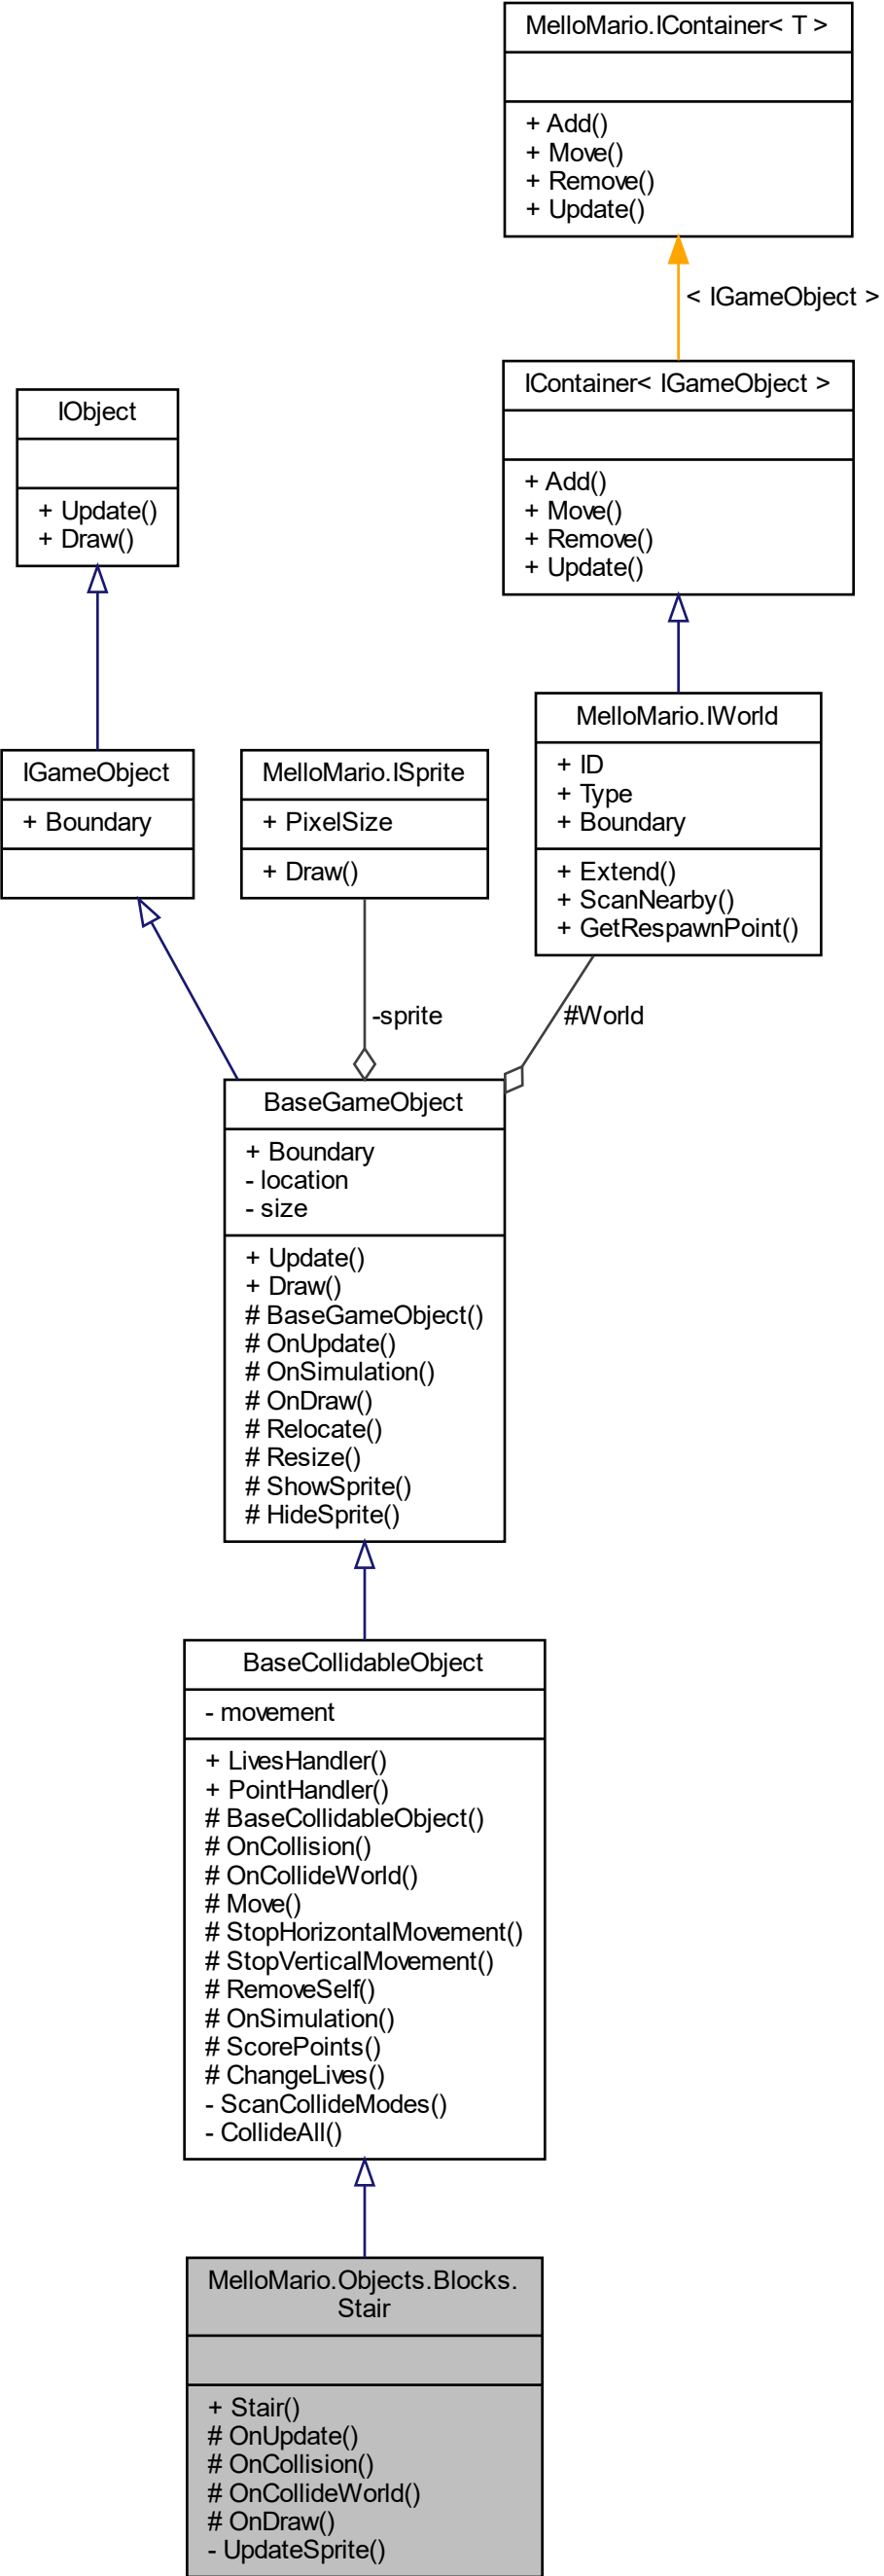 MelloMario.IContainer< T >
+ Add()
+ Move()
+ Remove()
+ Update()
< IGameObject >
IContainer< IGameObject >
+ Add()
+ Move()
+ Remove()
+ Update()
IObject
+ Update()
+ Draw()
MelloMario.IWorld
+ ID
+ Type
+ Boundary
+ Extend()
+ ScanNearby()
+ GetRespawnPoint()
IGameObject
+ Boundary
MelloMario.ISprite
+ PixelSize
+ Draw()
-sprite
#World
BaseGameObject
+ Boundary
- location
- size
+ Update()
+ Draw()
# BaseGameObject()
# OnUpdate()
# OnSimulation()
# OnDraw()
# Relocate()
# Resize()
# ShowSprite()
# HideSprite()
BaseCollidableObject
- movement
+ LivesHandler()
+ PointHandler()
# BaseCollidableObject()
# OnCollision()
# OnCollideWorld()
# Move()
# StopHorizontalMovement()
# StopVerticalMovement()
# RemoveSelf()
# OnSimulation()
# ScorePoints()
# ChangeLives()
- ScanCollideModes()
- CollideAll()
MelloMario.Objects.Blocks.
Stair
+ Stair()
# OnUpdate()
# OnCollision()
# OnCollideWorld()
# OnDraw()
- UpdateSprite()